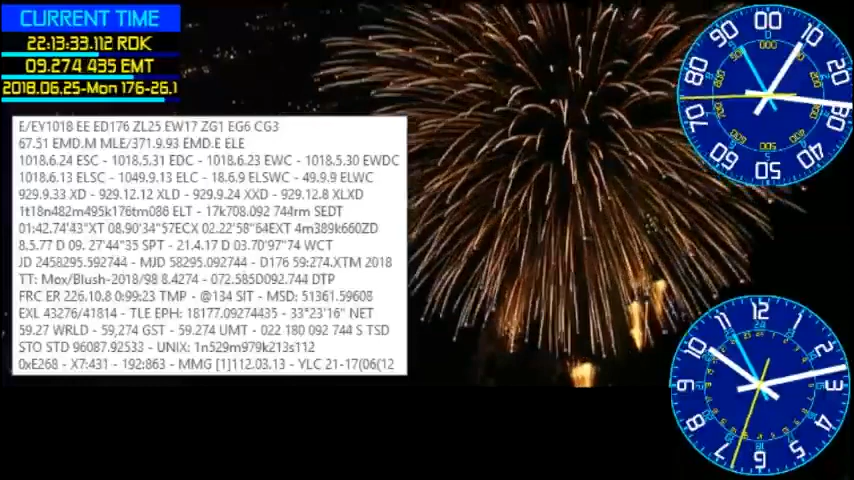 CURRENT TIME
22:13:33.112 RDK
09.274 435 EMT
2018.06.25-Mon 176-26.1
E/EY1018 EE ED176 ZL25 EW17 ZG1 EG6 CG3
67.51 EMD.M MLE/371.9.93 EMD.E ELE
1018.6.24 ESC - 1018.5.31 EDC - 1018.6.23 EWC - 1018.5.30 EWDC
1018.6.13 ELSC - 1049.9.13 ELC - 18.6.9 ELSWC - 49.9.9 ELWC
929.9.33 XD - 929.12.12 XLD - 929.9.24 XXD - 929.12.8 XLXD
1t18n482m495k176tm086 ELT - 17k708.092 744rm SEDT
01:42.74'43"XT 08.90'34"57ECX 02.22'58"64EXT 4m389k660ZD
8.5.77 D 09. 27'44"35 SPT - 21.4.17 D 03.70'97"74 WCT
JD 2458295.592744 - MJD 58295.092744 - D176 59:274.XTM 2018
TT: Mox/Blush-2018/98 8.4274 - 072.585D092.744 DTP
FRC ER 226.10.8 0:99:23 TMP - @134 SIT - MSD: 51361.59608
EXL 43276/41814 - TLE EPH: 18177.09274435 - 33°23'16" NET
59.27 WRLD - 59,274 GST - 59.274 UMT - 022 180 092 744 S TSD
STO STD 96087.92533 - UNIX: 1n529m979k213s112
0xE268 - X7:431 - 192:863 - MMG [1]112.03.13 - YLC 21-17(06(12
00 10 20 30 40 50 60 70 80 90
12 1 2 3 4 5 6 7 8 9 10 11